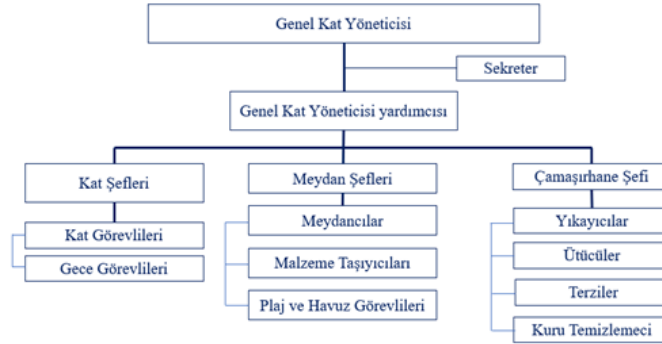 Genel Kat Yöneticisi
Sekreter
Genel Kat Yöneticisi yardımcısı
Kat Şefleri
Meydan Şefleri
Çamaşırhane Şefi
Kat Görevlileri
Meydancılar
Yıkayıcılar
Gece Görevlileri
Malzeme Taşıyıcıları
Ütücüler
Plaj ve Havuz Görevlileri
Terziler
Kuru Temizlemeci